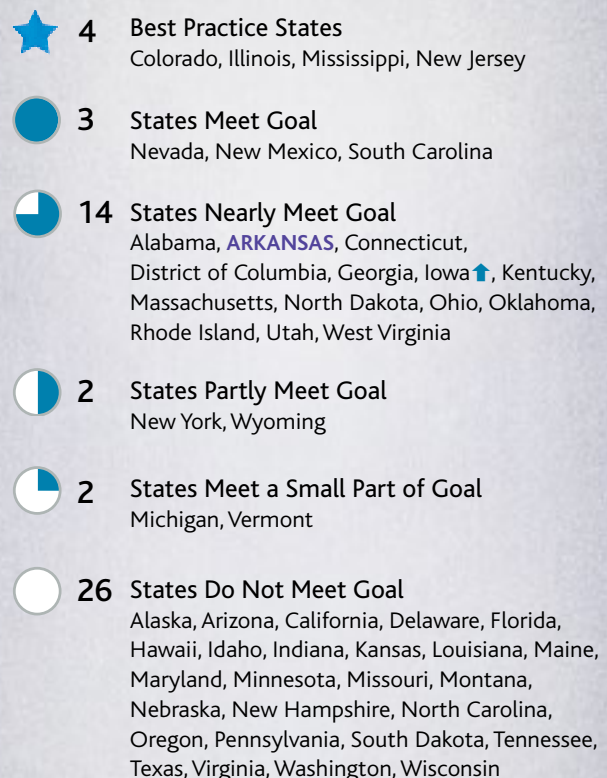 4 Best Practice States
Colorado, Illinois, Mississippi, New Jersey
3 States Meet Goal
Nevada, New Mexico, South Carolina
14 States Nearly Meet Goal
Alabama, ARKANSAS, Connecticut,
District of Columbia, Georgia, Iowa⬆, Kentucky,
Massachusetts, North Dakota, Ohio, Oklahoma,
Rhode Island, Utah, West Virginia
2 States Partly Meet Goal
New York, Wyoming
2 States Meet a Small Part of Goal
Michigan, Vermont
26 States Do Not Meet Goal
Alaska, Arizona, California, Delaware, Florida,
Hawaii, Idaho, Indiana, Kansas, Louisiana, Maine,
Maryland, Minnesota, Missouri, Montana,
Nebraska, New Hampshire, North Carolina,
Oregon, Pennsylvania, South Dakota, Tennessee,
Texas, Virginia, Washington, Wisconsin